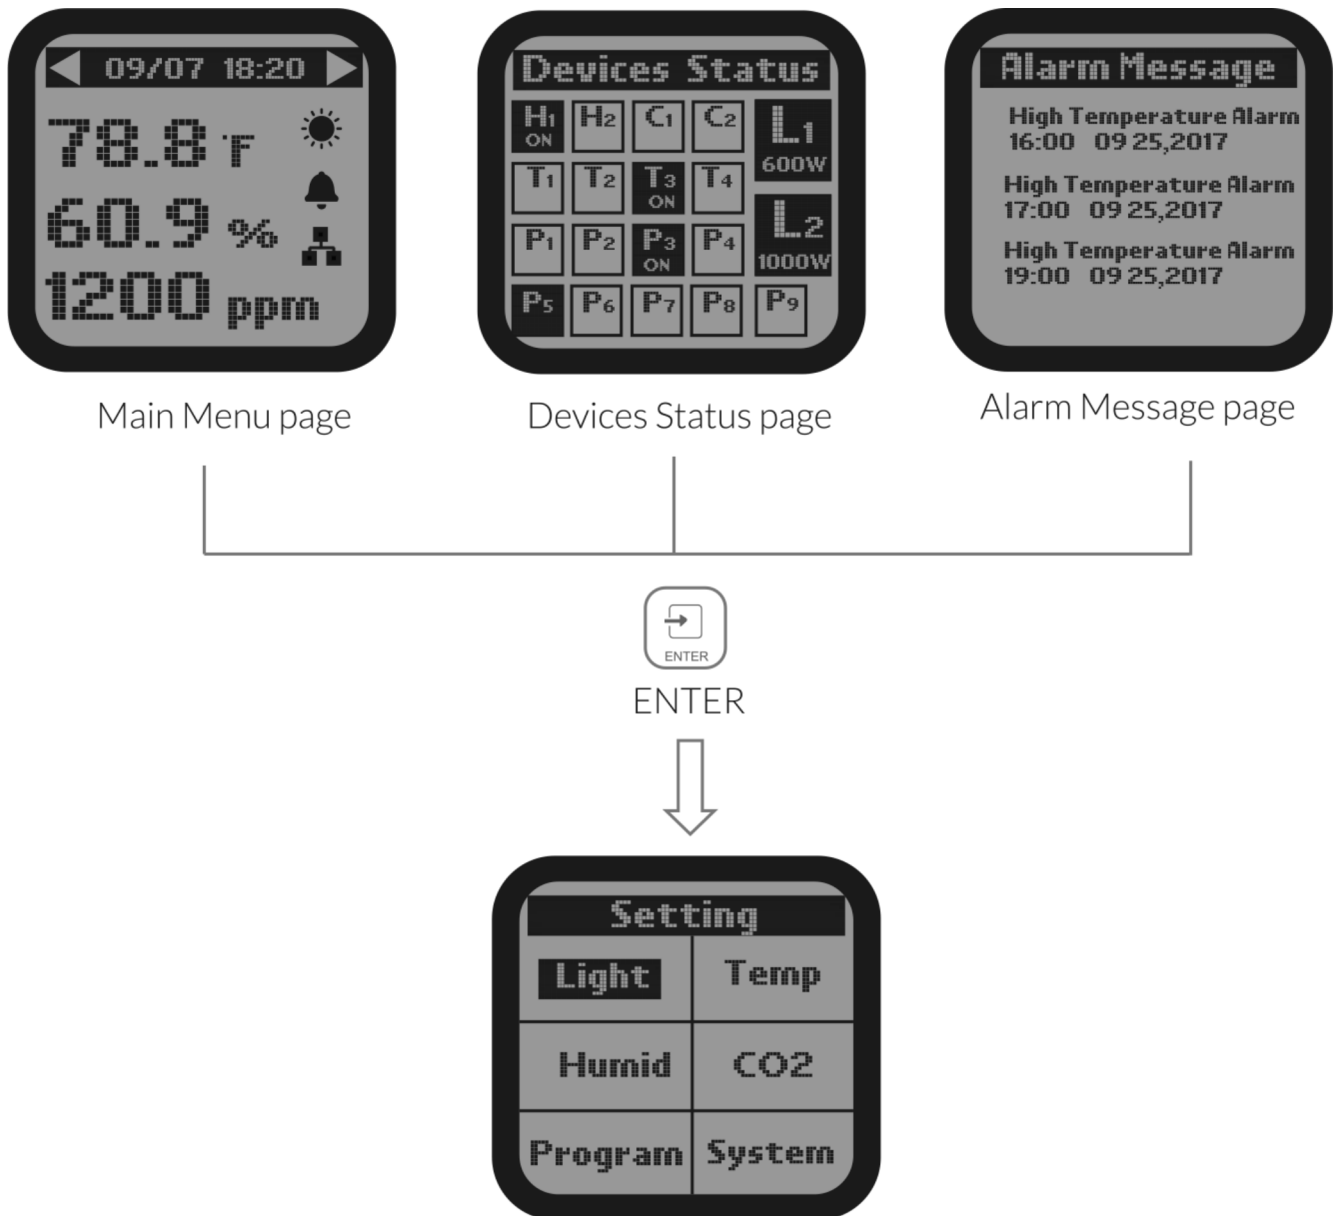 09/07 18:20
78.8 °F
60.9 %
1200 ppm
Main Menu page
Devices Status
H1 ON H2 C1 C2 L1 600W
T1 T2 T3 ON T4
P1 P2 P3 ON P4 L2 1000W
P5 P6 P7 P8 P9
Devices Status page
Alarm Message
High Temperature Alarm
16:00 09 25,2017
High Temperature Alarm
17:00 09 25,2017
High Temperature Alarm
19:00 09 25,2017
Alarm Message page
ENTER
ENTER
Setting
Light Temp
Humid CO2
Program System